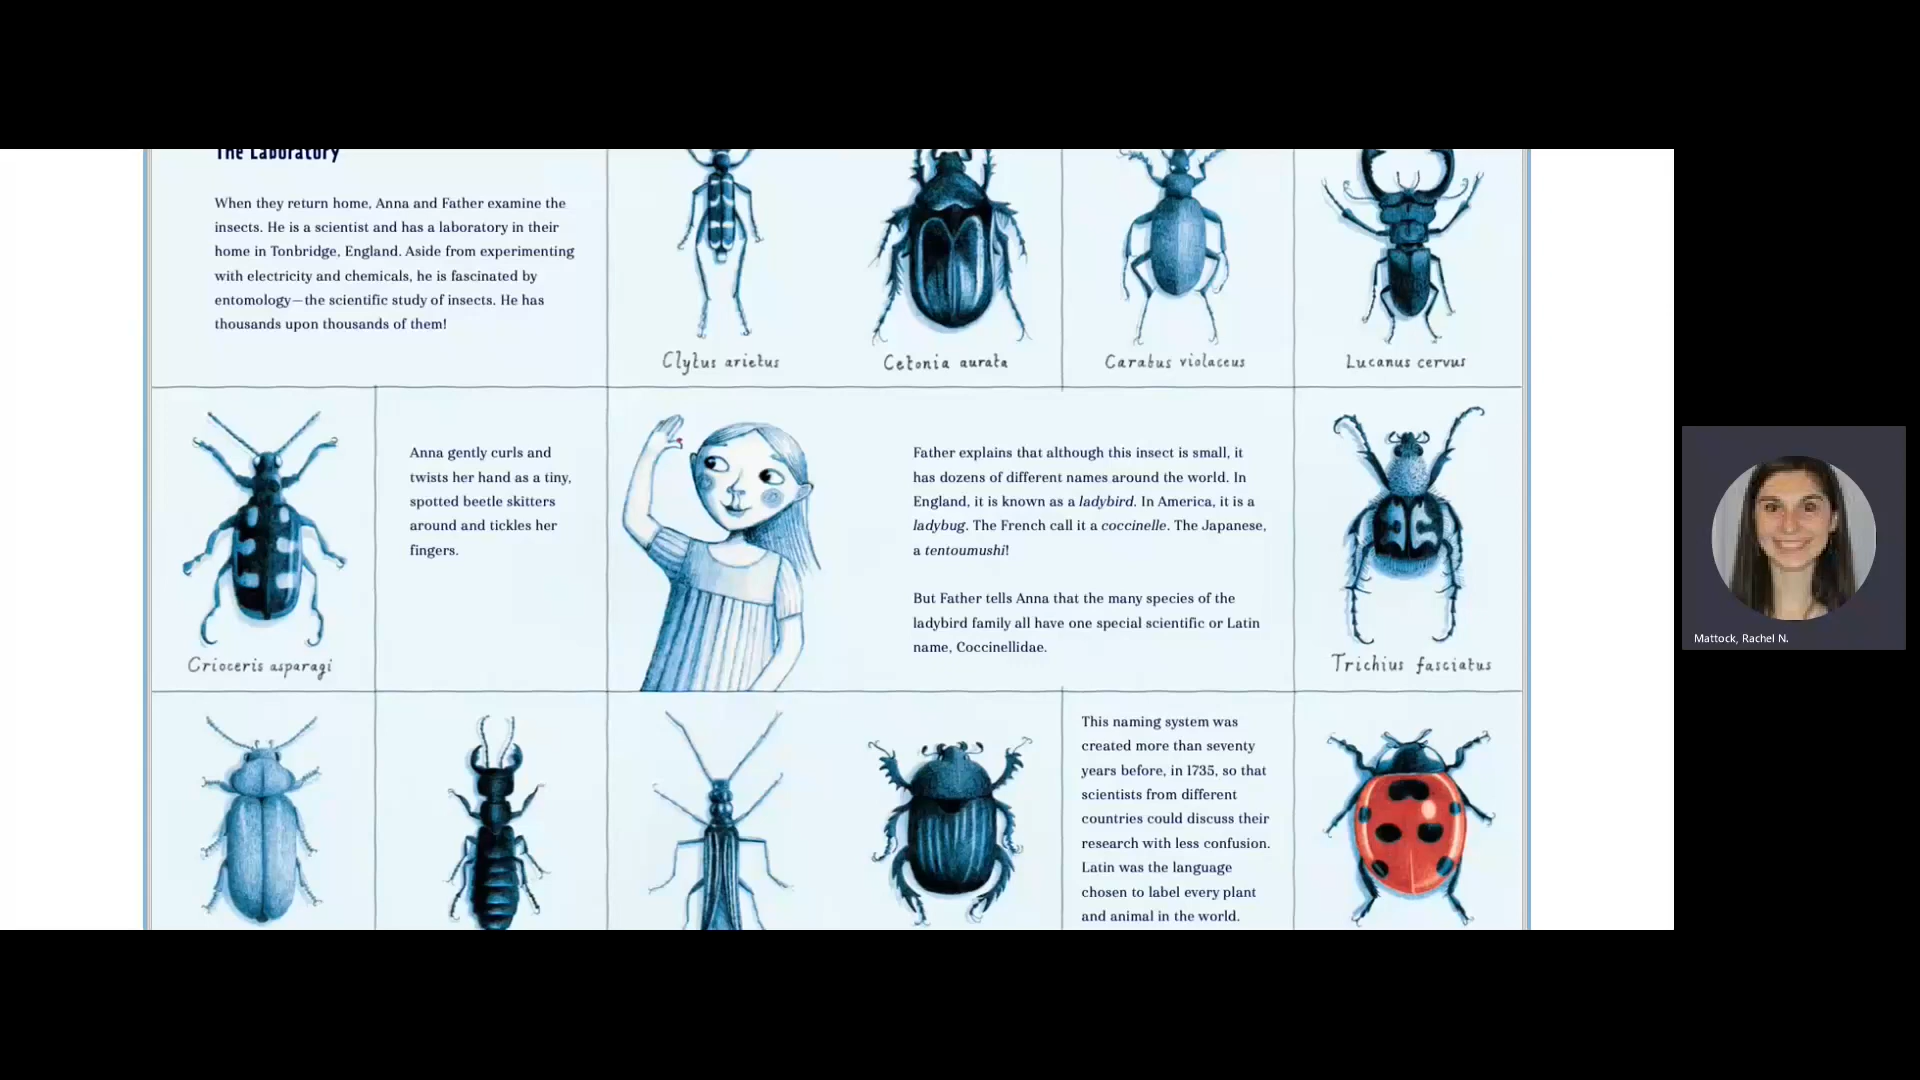 The Laboratory
When they return home, Anna and Father examine the
insects. He is a scientist and has a laboratory in their
home in Tonbridge, England. Aside from experimenting
with electricity and chemicals, he is fascinated by
entomology—the scientific study of insects. He has
thousands upon thousands of them!
Clytus arietus
Cetonia aurata
Carabus violaceus
Lucanus cervus
Crioceris asparagi
Anna gently curls and
twists her hand as a tiny,
spotted beetle skitters
around and tickles her
fingers.
Father explains that although this insect is small, it
has dozens of different names around the world. In
England, it is known as a ladybird. In America, it is a
ladybug. The French call it a coccinelle. The Japanese,
a tentoumushi!
But Father tells Anna that the many species of the
ladybird family all have one special scientific or Latin
name, Coccinellidae.
Trichius fasciatus
This naming system was
created more than seventy
years before, in 1735, so that
scientists from different
countries could discuss their
research with less confusion.
Latin was the language
chosen to label every plant
and animal in the world.
Mattock, Rachel N.